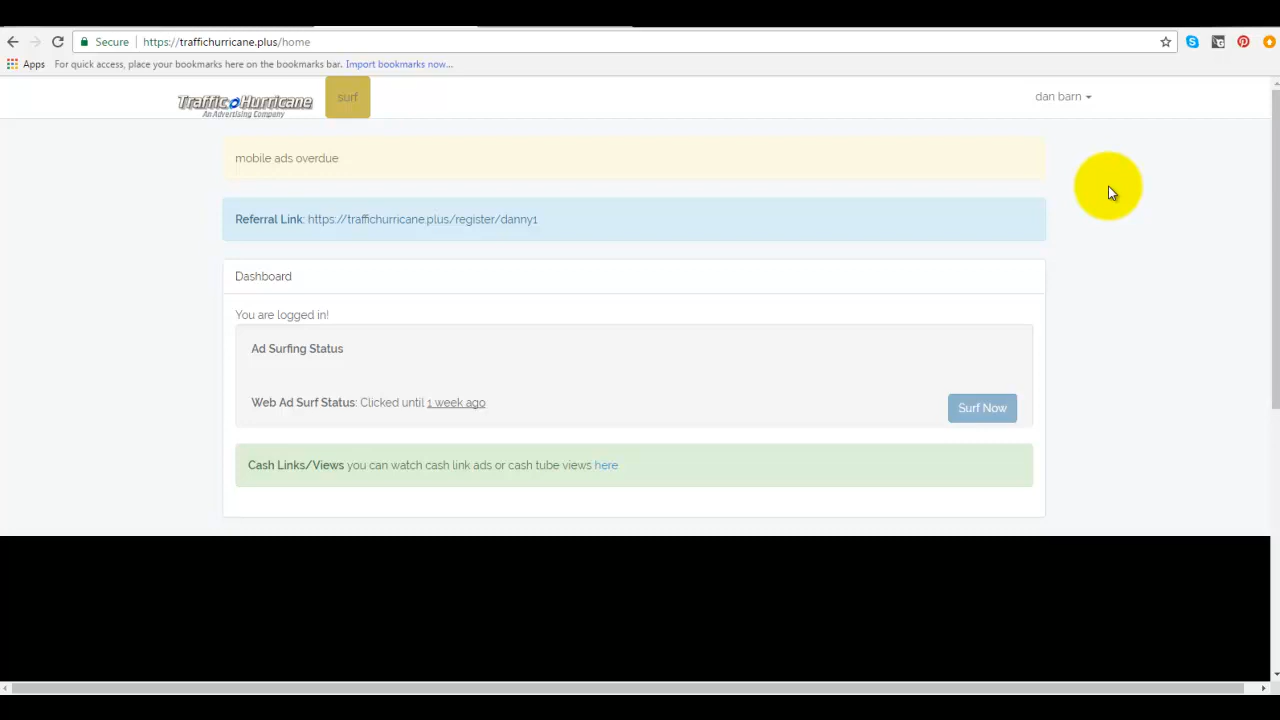 Secure
https://traffichurricane.plus/home
Apps
For quick access, place your bookmarks here on the bookmarks bar.
Import bookmarks now...
Traffic Hurricane
An Advertising Company
surf
dan barn
mobile ads overdue
Referral Link: https://traffichurricane.plus/register/danny1
Dashboard
You are logged in!
Ad Surfing Status
Web Ad Surf Status: Clicked until 1 week ago
Surf Now
Cash Links/Views you can watch cash link ads or cash tube views here